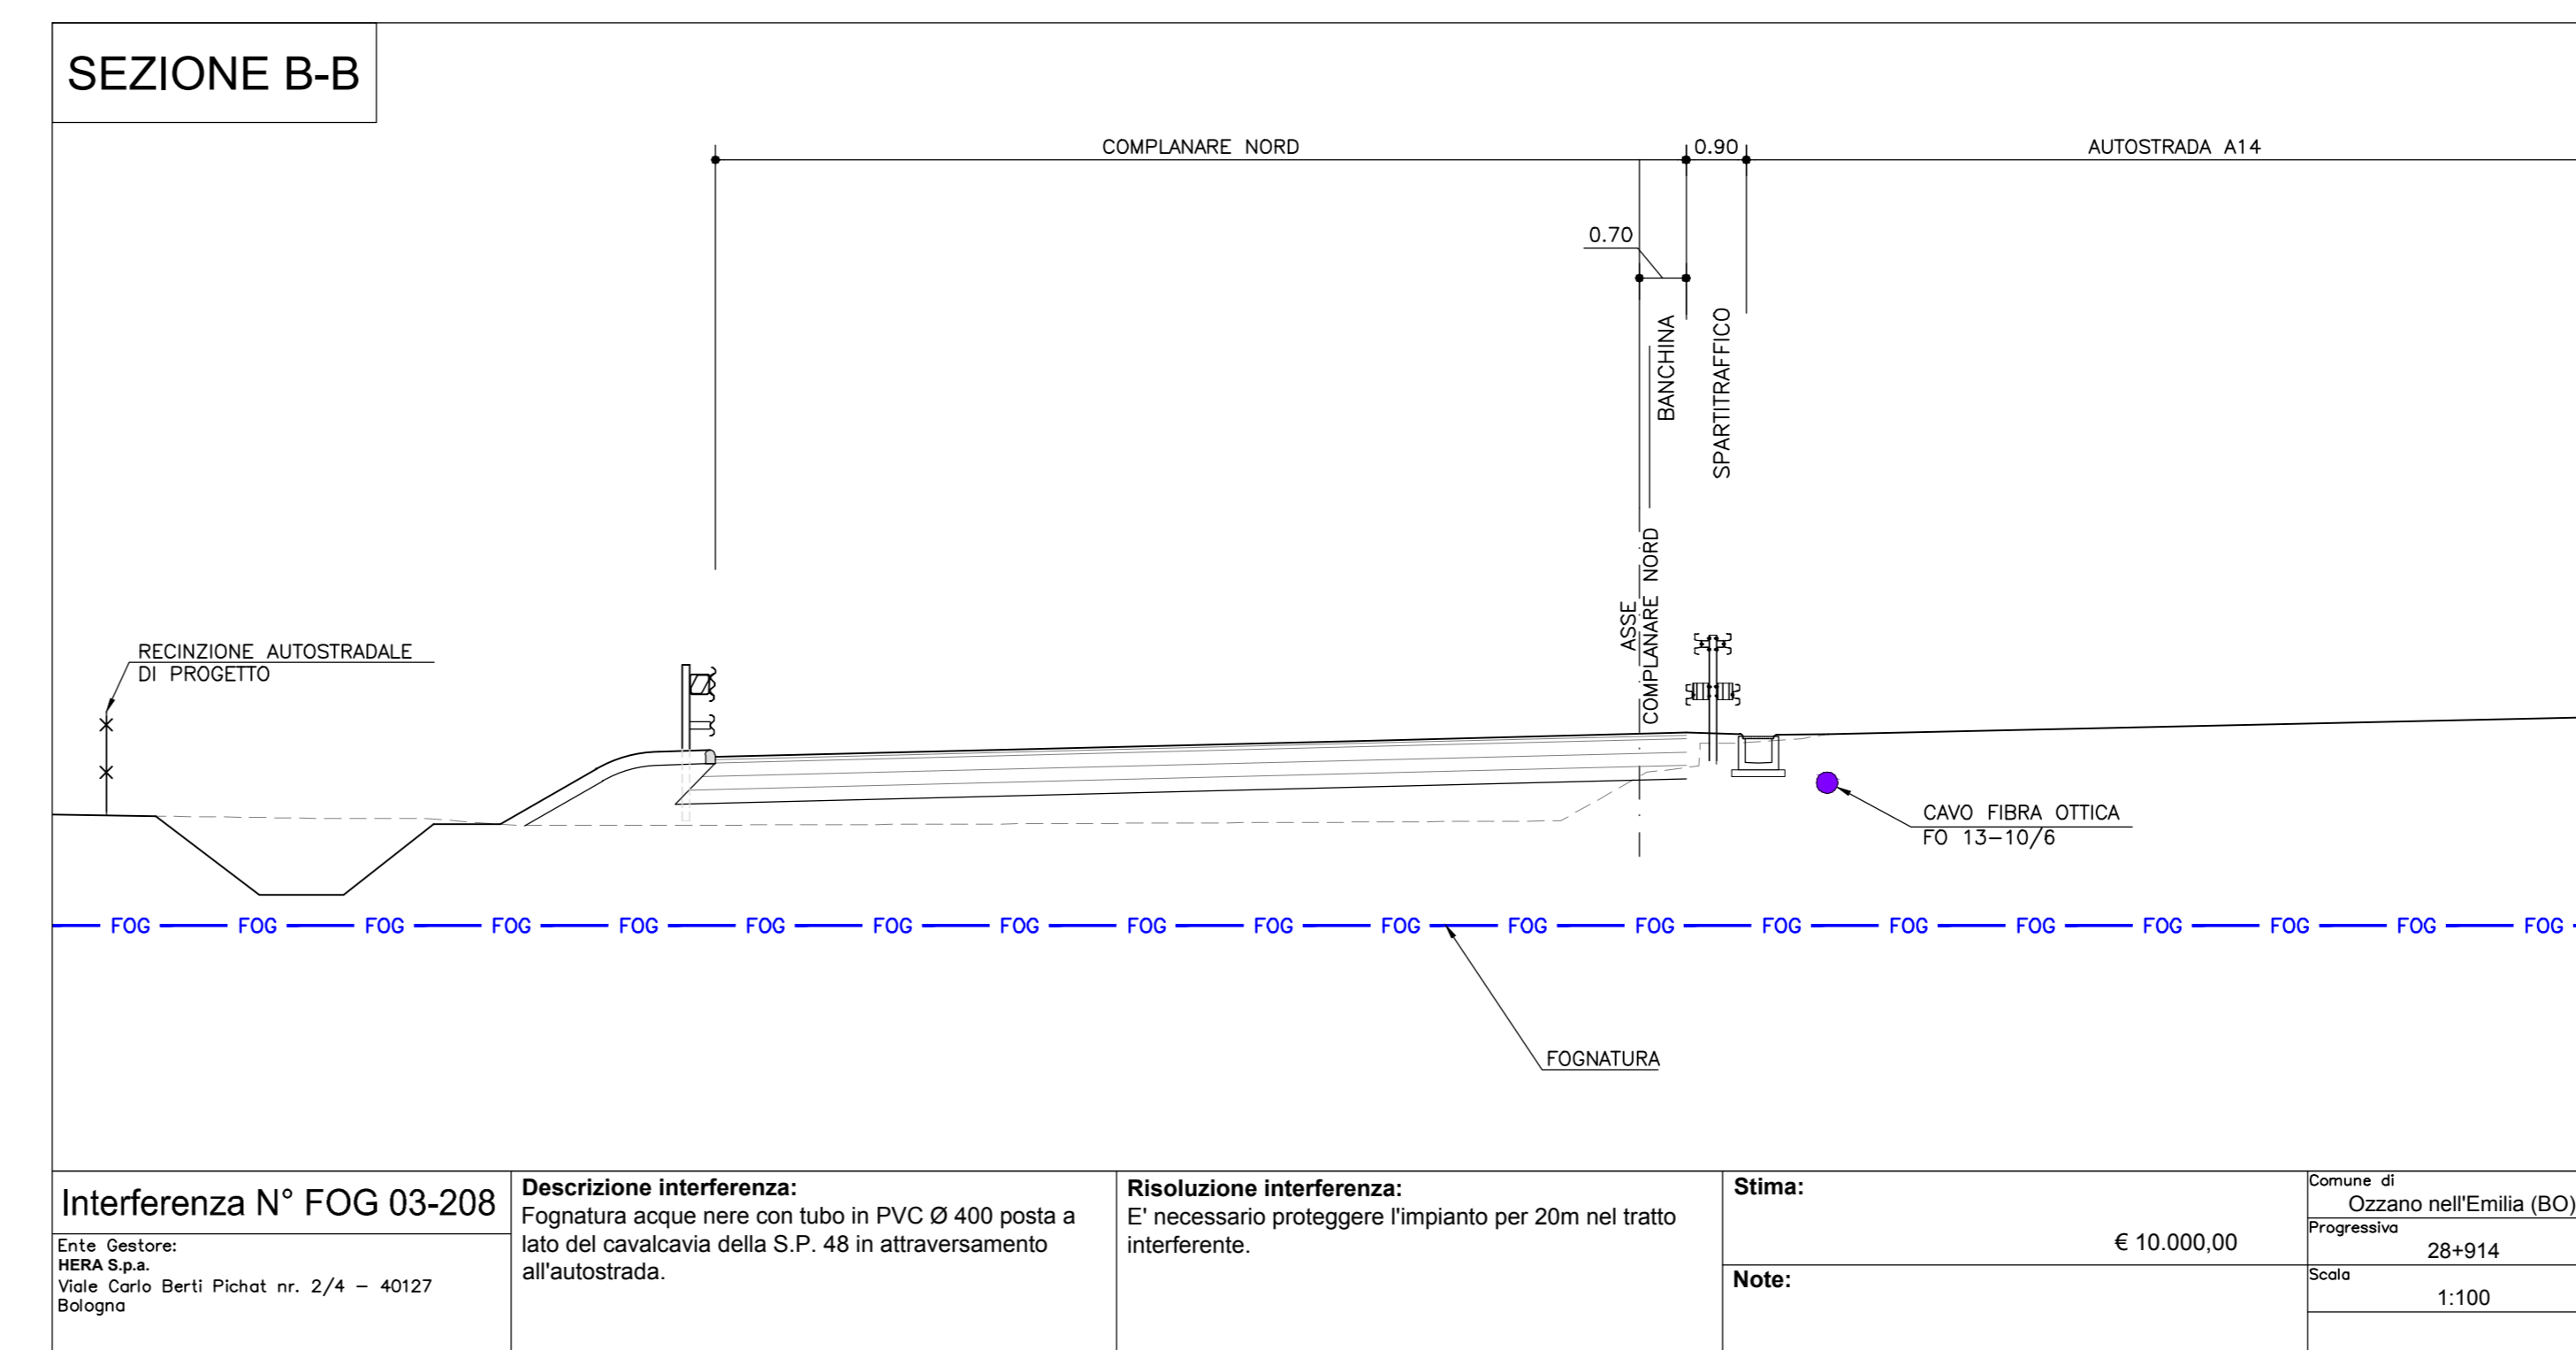 SEZIONE B-B
COMPLANARE NORD
0.90
AUTOSTRADA A14
0.70
BANCHINA
SPARTITRAFFICO
ASSE
COMPLANARE NORD
RECINZIONE AUTOSTRADALE
DI PROGETTO
CAVO FIBRA OTTICA
FO 13-10/6
FOG FOG FOG FOG FOG FOG FOG FOG FOG FOG FOG FOG FOG FOG FOG FOG FOG FOG FOG FOG
FOGNATURA
Interferenza N° FOG 03-208
Ente Gestore:
HERA S.p.a.
Viale Carlo Berti Pichat nr. 2/4 - 40127
Bologna
Descrizione interferenza:
Fognatura acque nere con tubo in PVC Ø 400 posta a
lato del cavalcavia della S.P. 48 in attraversamento
all'autostrada.
Risoluzione interferenza:
E' necessario proteggere l'impianto per 20m nel tratto
interferente.
Stima:
€ 10.000,00
Note:
Comune di
Ozzano nell'Emilia (BO)
Progressiva
28+914
Scala
1:100